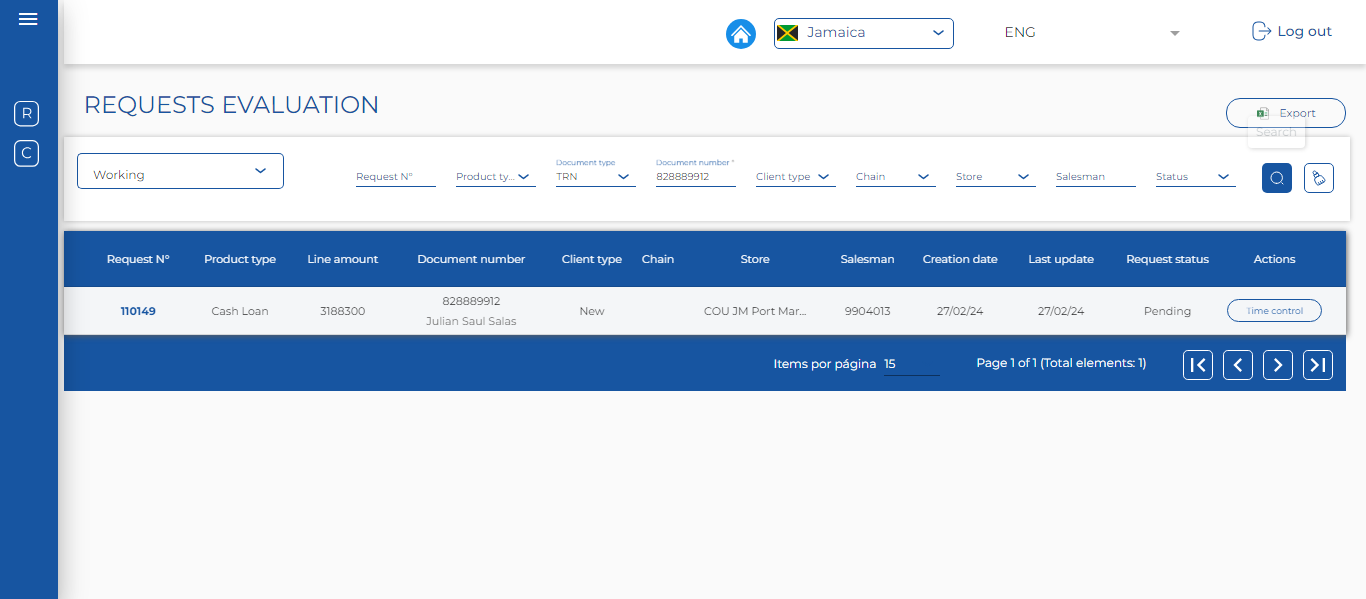 Jamaica
ENG
Log out
R
C
REQUESTS EVALUATION
Export
Search
Working
Request N°
Product ty...
Document type
TRN
Document number *
828889912
Client type
Chain
Store
Salesman
Status
Request N° Product type Line amount Document number Client type Chain Store Salesman Creation date Last update Request status Actions
110149 Cash Loan 3188300 828889912 New COU JM Port Mar... 9904013 27/02/24 27/02/24 Pending Time control
Julian Saul Salas
Items por página 15 Page 1 of 1 (Total elements: 1)